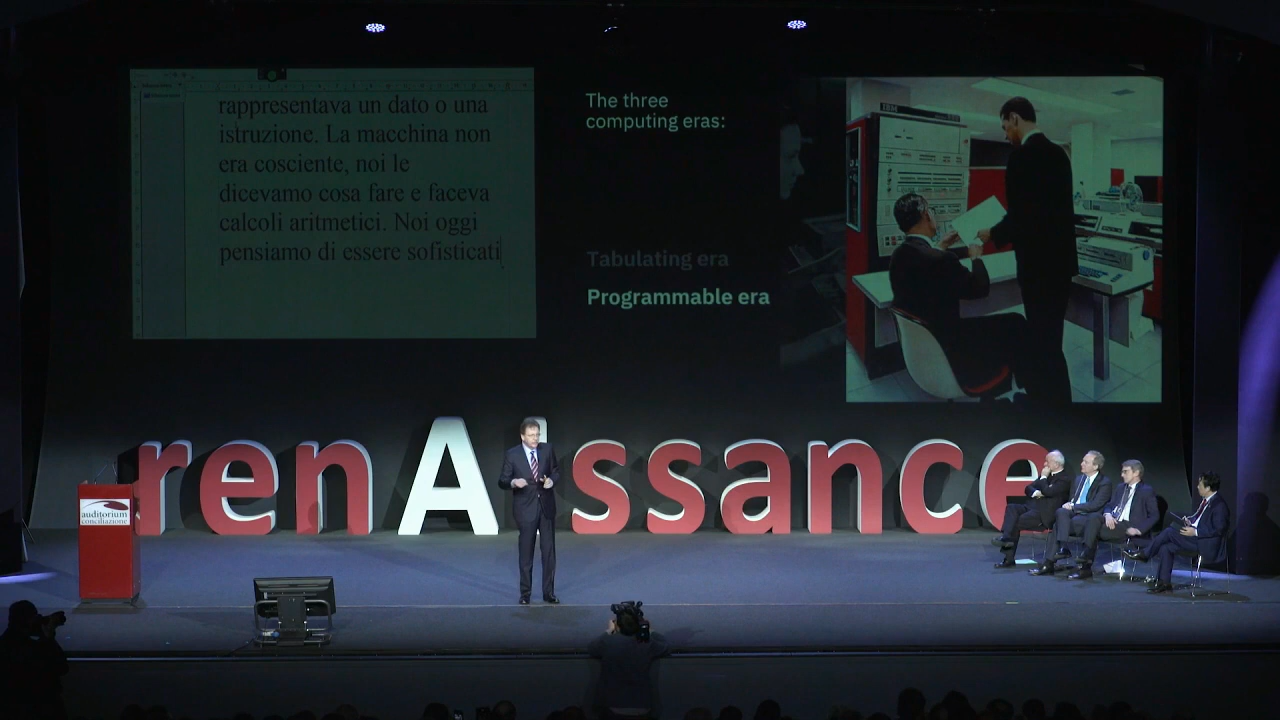 rappresentava un dato o una
istruzione. La macchina non
era cosciente, noi le
dicevamo cosa fare e faceva
calcoli aritmetici. Noi oggi
pensiamo di essere sofisticati
The three
computing eras:
Tabulating era
Programmable era
IBM
renAIssance
auditorium
conciliazione